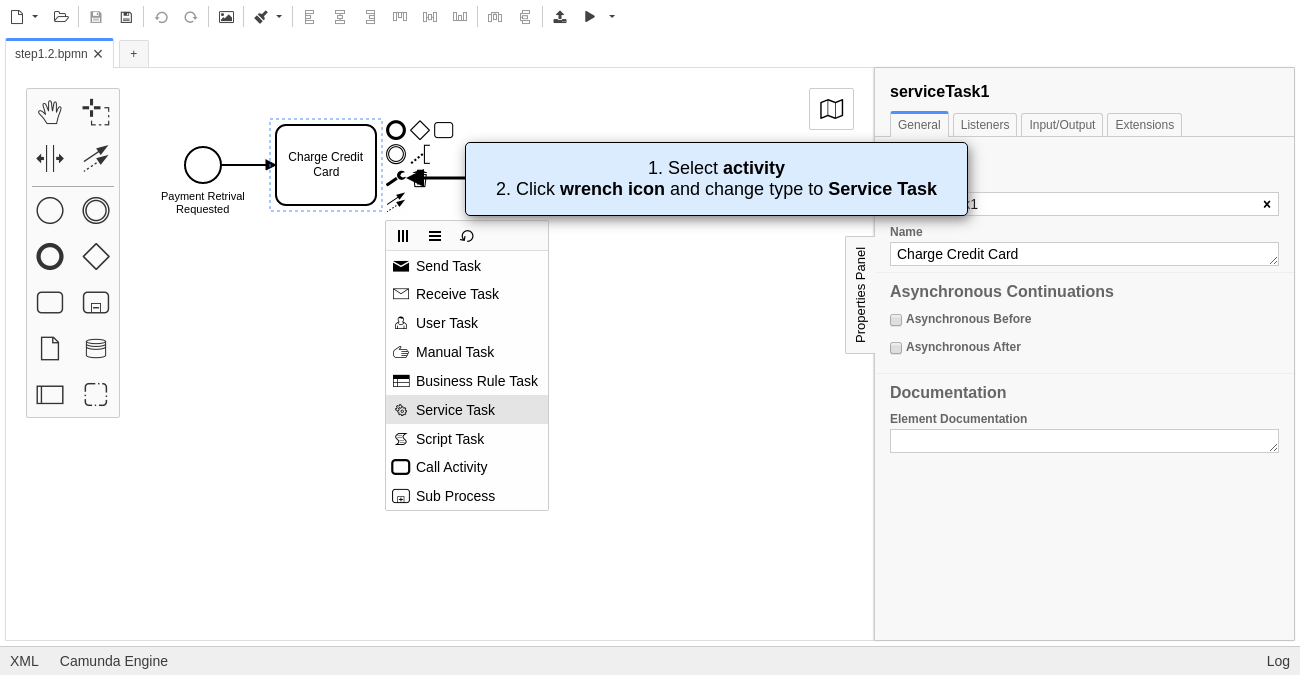 step1.2.bpmn
+
Payment Retrival
Requested
Charge Credit
Card
1. Select activity
2. Click wrench icon and change type to Service Task
Send Task
Receive Task
User Task
Manual Task
Business Rule Task
Service Task
Script Task
Call Activity
Sub Process
Properties Panel
serviceTask1
General
Listeners
Input/Output
Extensions
Name
Charge Credit Card
Asynchronous Continuations
Asynchronous Before
Asynchronous After
Documentation
Element Documentation
XML
Camunda Engine
Log